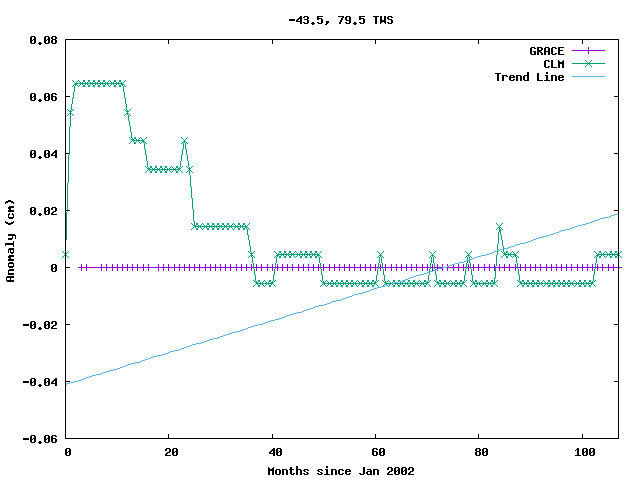 -43.5, 79.5 TWS
0.08
0.06
0.04
0.02
0
-0.02
-0.04
-0.06
Anomaly (cm)
GRACE
CLM
Trend Line
0 20 40 60 80 100
Months since Jan 2002